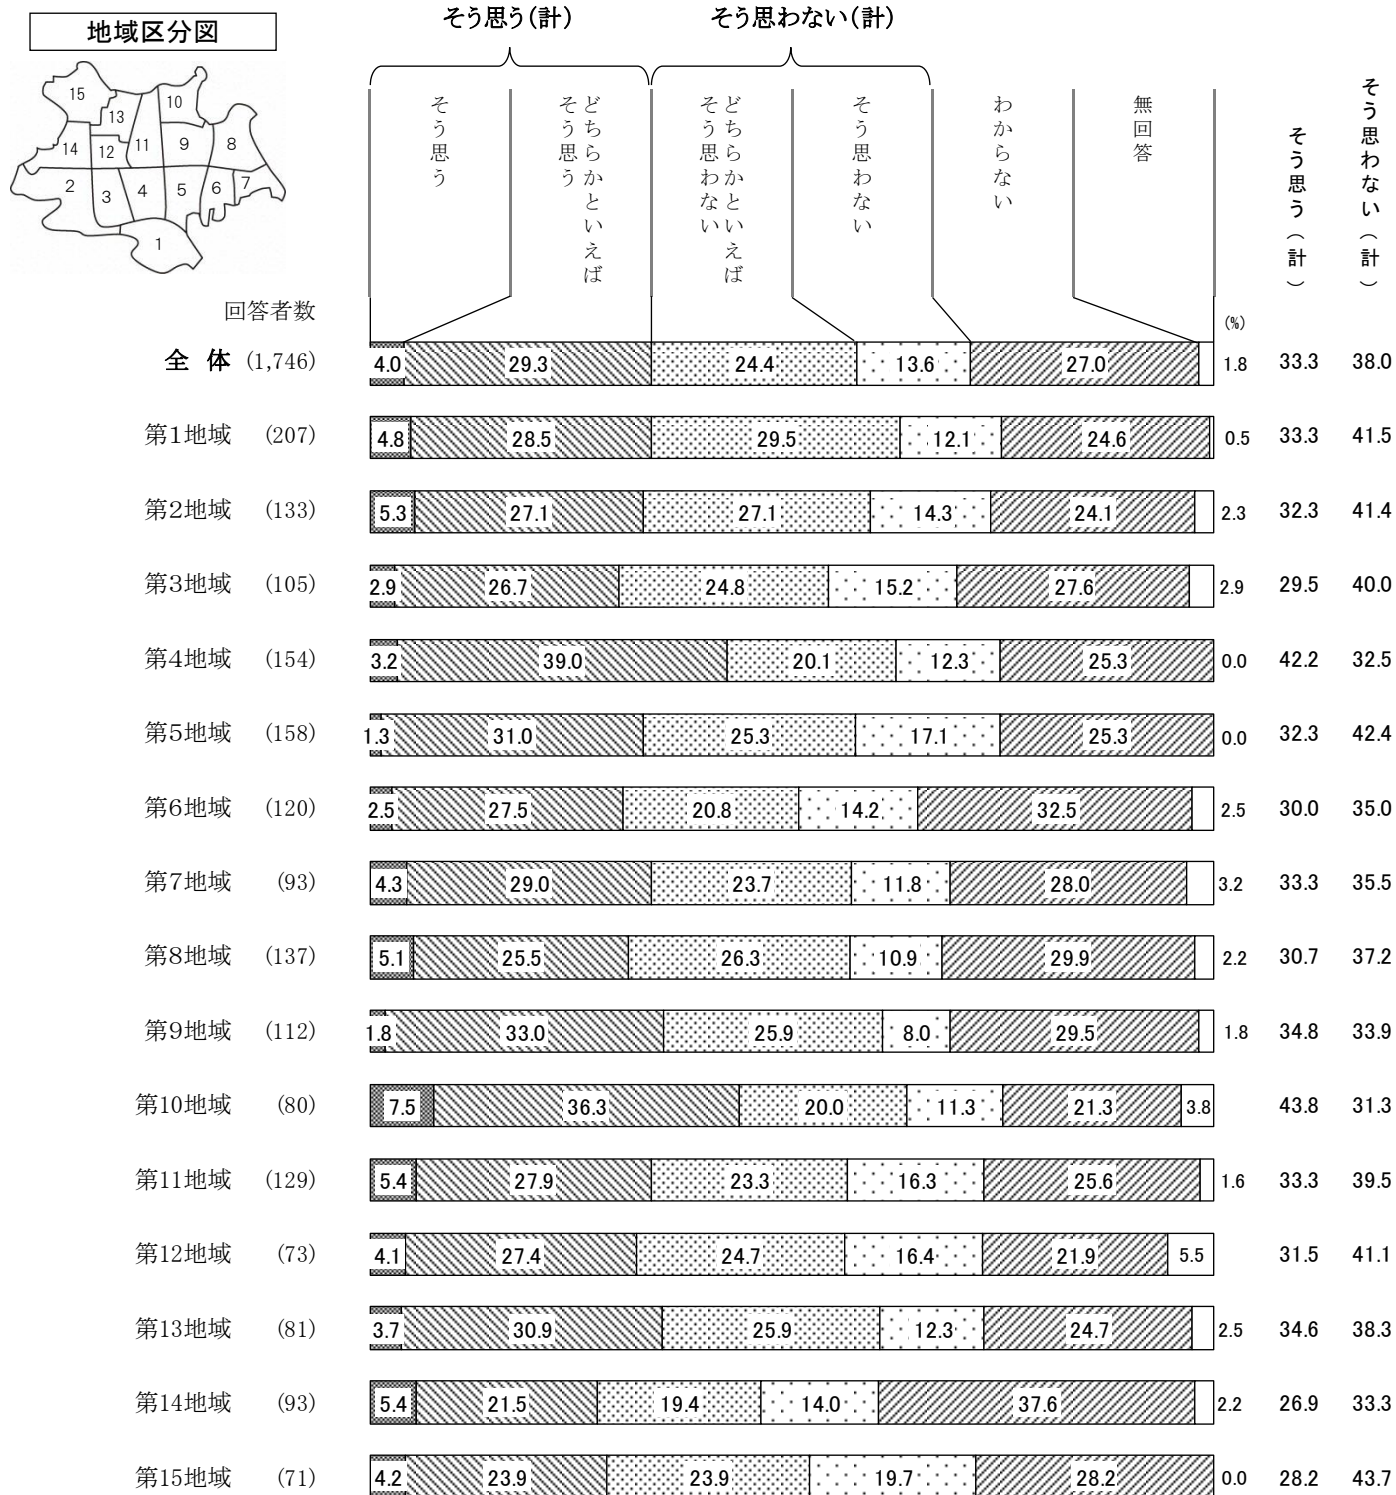 地域区分図
15
10
13
14
12
11
9
8
2
3
4
5
6
7
1
そう思う(計)
そう思わない(計)
そう思う
どちらかといえば
そう思う
どちらかといえば
そう思わない
そう思わない
わからない
無回答
そう思う(計)
そう思わない(計)
回答者数
(%)
全 体 (1,746) 4.0 29.3 24.4 13.6 27.0 1.8 33.3 38.0
第1地域 (207) 4.8 28.5 29.5 12.1 24.6 0.5 33.3 41.5
第2地域 (133) 5.3 27.1 27.1 14.3 24.1 2.3 32.3 41.4
第3地域 (105) 2.9 26.7 24.8 15.2 27.6 2.9 29.5 40.0
第4地域 (154) 3.2 39.0 20.1 12.3 25.3 0.0 42.2 32.5
第5地域 (158) 1.3 31.0 25.3 17.1 25.3 0.0 32.3 42.4
第6地域 (120) 2.5 27.5 20.8 14.2 32.5 2.5 30.0 35.0
第7地域 (93) 4.3 29.0 23.7 11.8 28.0 3.2 33.3 35.5
第8地域 (137) 5.1 25.5 26.3 10.9 29.9 2.2 30.7 37.2
第9地域 (112) 1.8 33.0 25.9 8.0 29.5 1.8 34.8 33.9
第10地域 (80) 7.5 36.3 20.0 11.3 21.3 3.8 43.8 31.3
第11地域 (129) 5.4 27.9 23.3 16.3 25.6 1.6 33.3 39.5
第12地域 (73) 4.1 27.4 24.7 16.4 21.9 5.5 31.5 41.1
第13地域 (81) 3.7 30.9 25.9 12.3 24.7 2.5 34.6 38.3
第14地域 (93) 5.4 21.5 19.4 14.0 37.6 2.2 26.9 33.3
第15地域 (71) 4.2 23.9 23.9 19.7 28.2 0.0 28.2 43.7